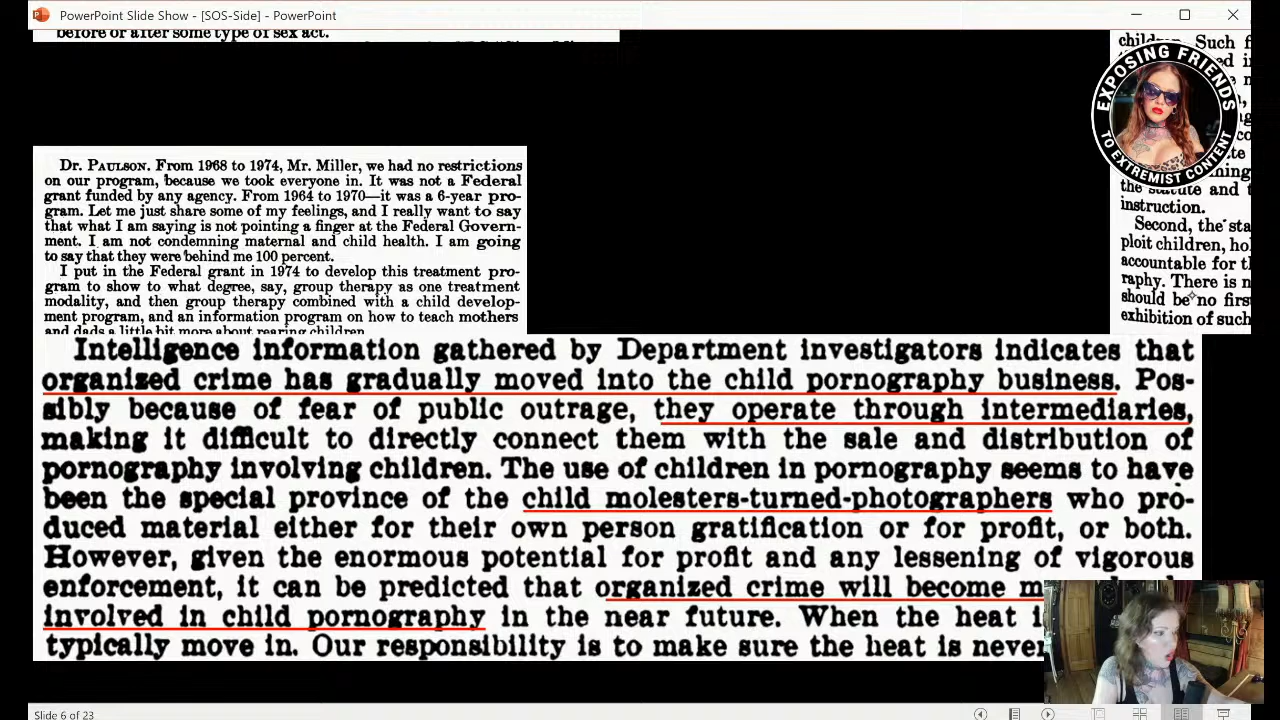 PowerPoint Slide Show - [SOS-Side] - PowerPoint
before or after some type of sex act.
children. Such f
EXPOSING FRIENDS
TO EXTREMIST CONTENT
the statute and t
instruction.
Second, the sta
ploit children, hol
accountable for th
raphy. There is n
should be no firs
exhibition of such
Dr. PAULSON. From 1968 to 1974, Mr. Miller, we had no restrictions
on our program, because we took everyone in. It was not a Federal
grant funded by any agency. From 1964 to 1970—it was a 6-year pro-
gram. Let me just share some of my feelings, and I really want to say
that what I am saying is not pointing a finger at the Federal Govern-
ment. I am not condemning maternal and child health. I am going
to say that they were behind me 100 percent.
I put in the Federal grant in 1974 to develop this treatment pro-
gram to show to what degree, say, group therapy as one treatment
modality, and then group therapy combined with a child develop-
ment program, and an information program on how to teach mothers
and dads a little bit more about rearing children.
Intelligence information gathered by Department investigators indicates that
organized crime has gradually moved into the child pornography business. Pos-
sibly because of fear of public outrage, they operate through intermediaries,
making it difficult to directly connect them with the sale and distribution of
pornography involving children. The use of children in pornography seems to have
been the special province of the child molesters-turned-photographers who pro-
duced material either for their own person gratification or for profit, or both.
However, given the enormous potential for profit and any lessening of vigorous
enforcement, it can be predicted that organized crime will become m
involved in child pornography in the near future. When the heat i
typically move in. Our responsibility is to make sure the heat is never
Slide 6 of 23